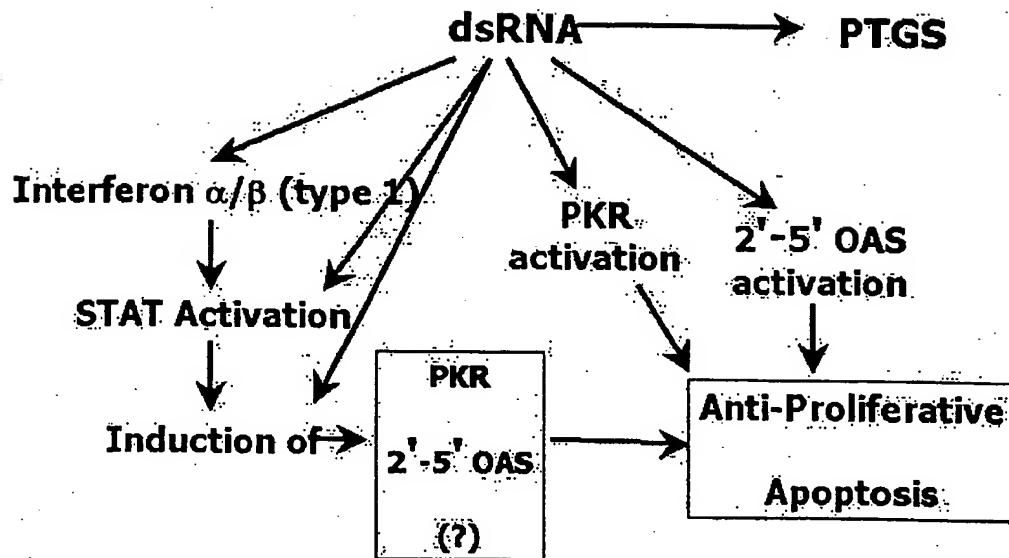 dsRNA
PTGS
Interferon α/β (type 1)
PKR
activation
2'-5' OAS
activation
STAT Activation
Induction of
PKR
2'-5' OAS
(?)
Anti-Proliferative
Apoptosis